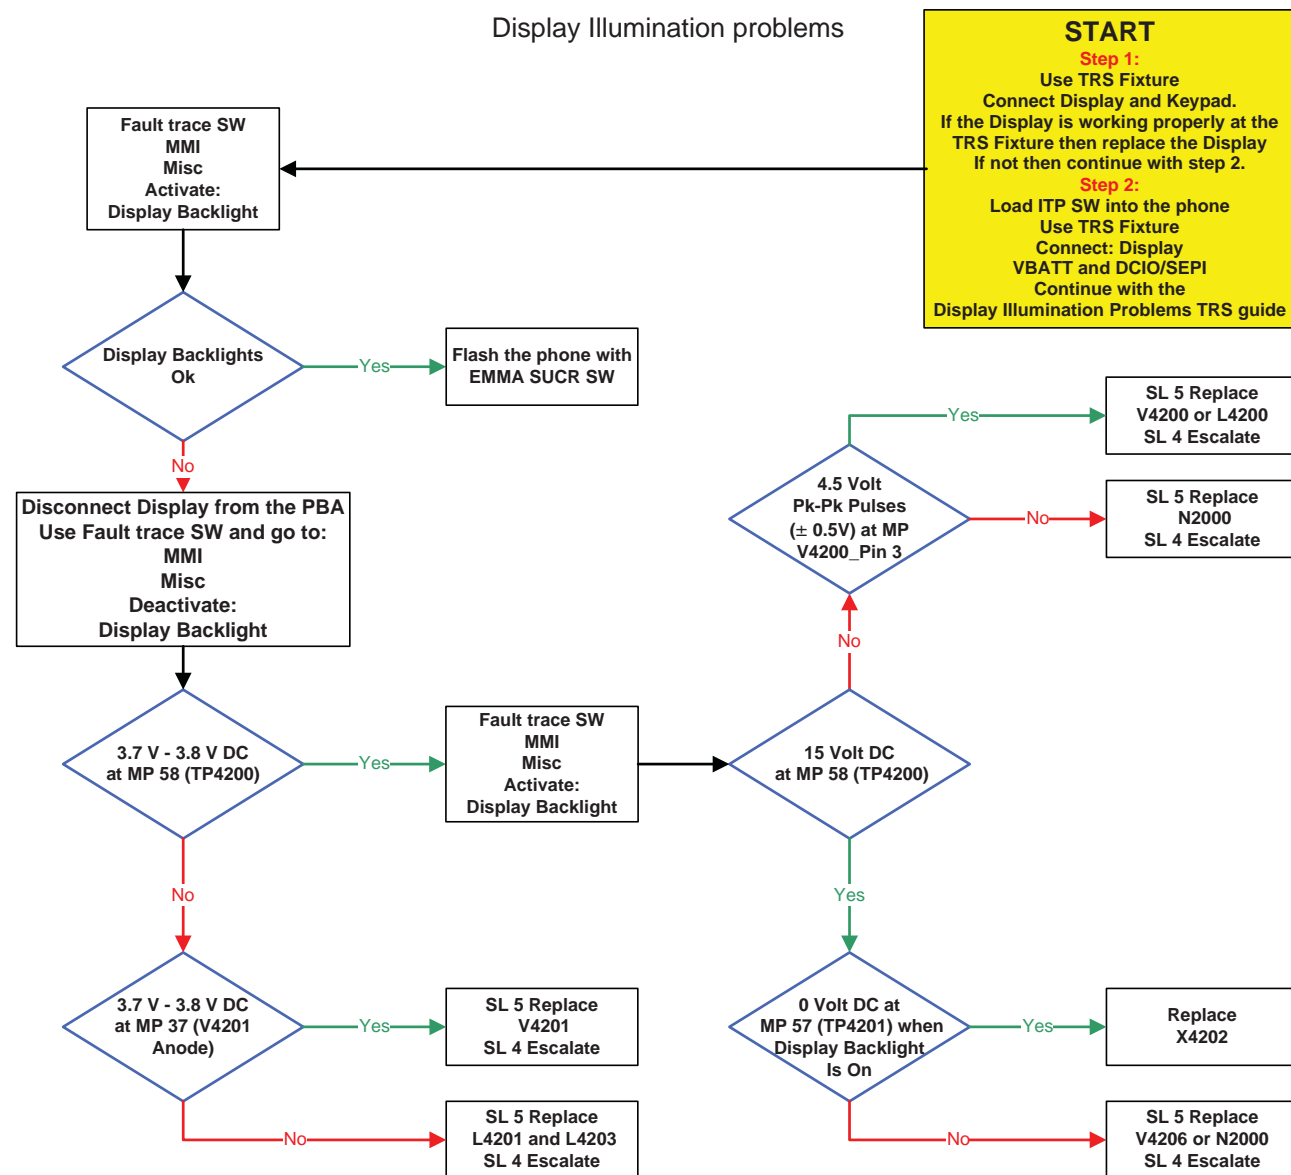 Display Illumination problems
START
Step 1:
Use TRS Fixture
Connect Display and Keypad.
If the Display is working properly at the
TRS Fixture then replace the Display
If not then continue with step 2.
Step 2:
Load ITP SW into the phone
Use TRS Fixture
Connect: Display
VBATT and DCIO/SEPI
Continue with the
Display Illumination Problems TRS guide
Fault trace SW
MMI
Misc
Activate:
Display Backlight
Display Backlights
Ok
Yes
Flash the phone with
EMMA SUCR SW
No
Disconnect Display from the PBA
Use Fault trace SW and go to:
MMI
Misc
Deactivate:
Display Backlight
3.7 V - 3.8 V DC
at MP 58 (TP4200)
Yes
Fault trace SW
MMI
Misc
Activate:
Display Backlight
15 Volt DC
at MP 58 (TP4200)
No
4.5 Volt
Pk-Pk Pulses
(± 0.5V) at MP
V4200_Pin 3
Yes
SL 5 Replace
V4200 or L4200
SL 4 Escalate
No
SL 5 Replace
N2000
SL 4 Escalate
Yes
0 Volt DC at
MP 57 (TP4201) when
Display Backlight
Is On
Yes
Replace
X4202
No
SL 5 Replace
V4206 or N2000
SL 4 Escalate
No
3.7 V - 3.8 V DC
at MP 37 (V4201
Anode)
Yes
SL 5 Replace
V4201
SL 4 Escalate
No
SL 5 Replace
L4201 and L4203
SL 4 Escalate